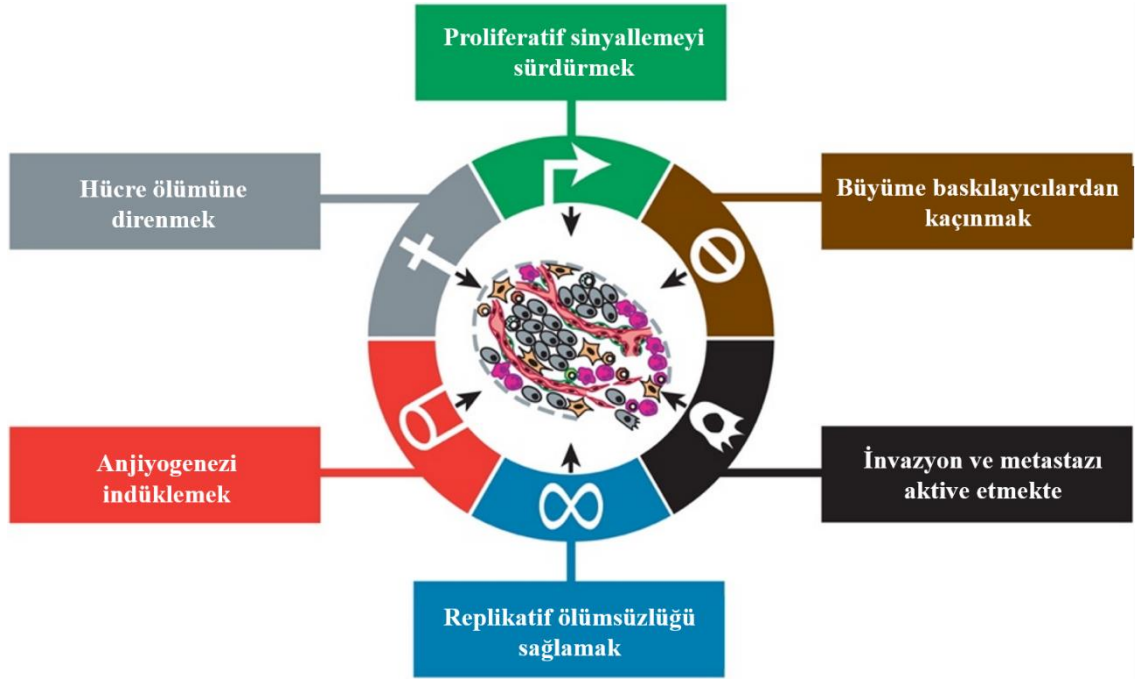 Proliferatif sinyallemeyi
sürdürmek
Hücre ölümüne
direnmek
Büyüme baskılayıcılardan
kaçınmak
Anjiyogenezi
indüklemek
İnvazyon ve metastazı
aktive etmekte
Replikatif ölümsüzlüğü
sağlamak